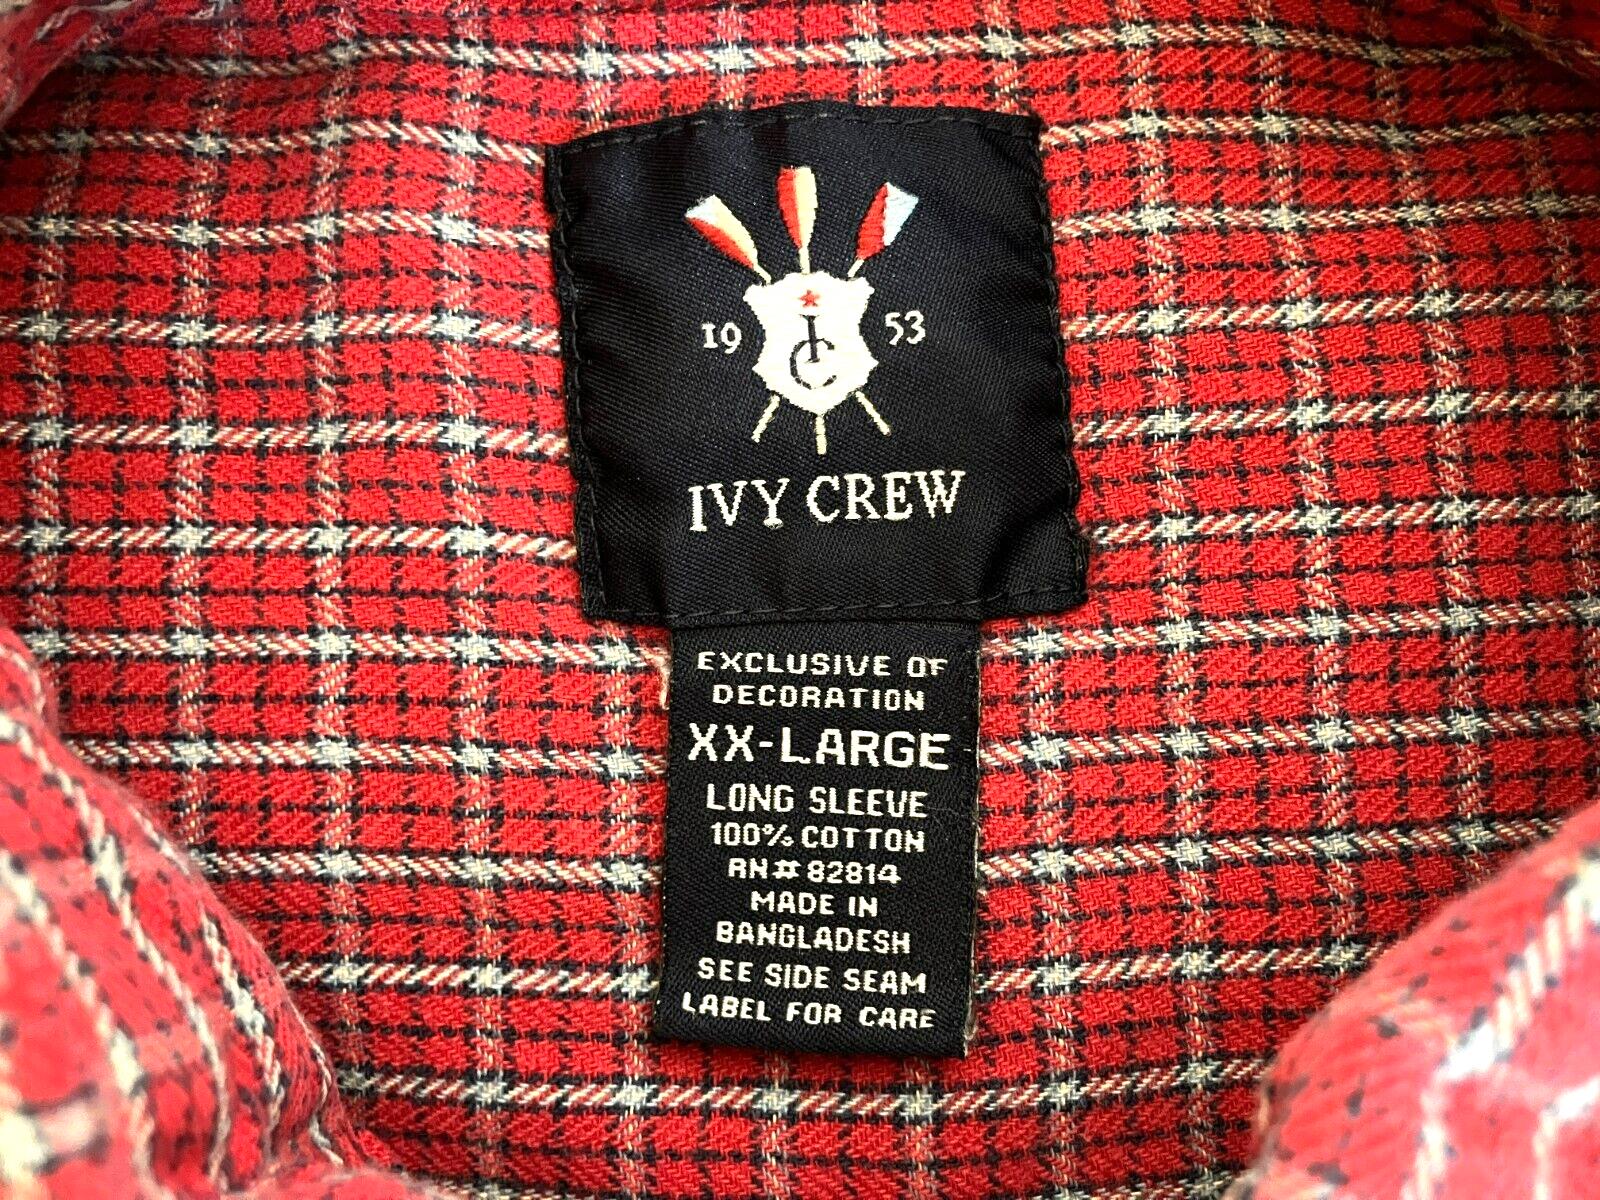 19 53
IC
IVY CREW
EXCLUSIVE OF
DECORATION
XX-LARGE
LONG SLEEVE
100% COTTON
RN# 82814
MADE IN
BANGLADESH
SEE SIDE SEAM
LABEL FOR CARE